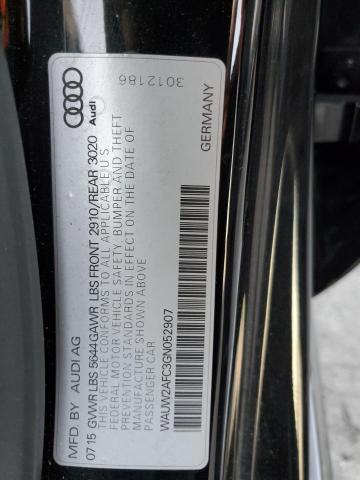 MFD. BY AUDI AG
07 15 GVWR LBS 5644 GAWR LBS FRONT 2910/REAR 3020
THIS VEHICLE CONFORMS TO ALL APPLICABLE U S
FEDERAL MOTOR VEHICLE SAFETY, BUMPER AND THEFT
PREVENTION STANDARDS IN EFFECT ON THE DATE OF
MANUFACTURE SHOWN ABOVE
PASSENGER CAR
WAUW2AFC3GN052907
Audi
3012186
GERMANY